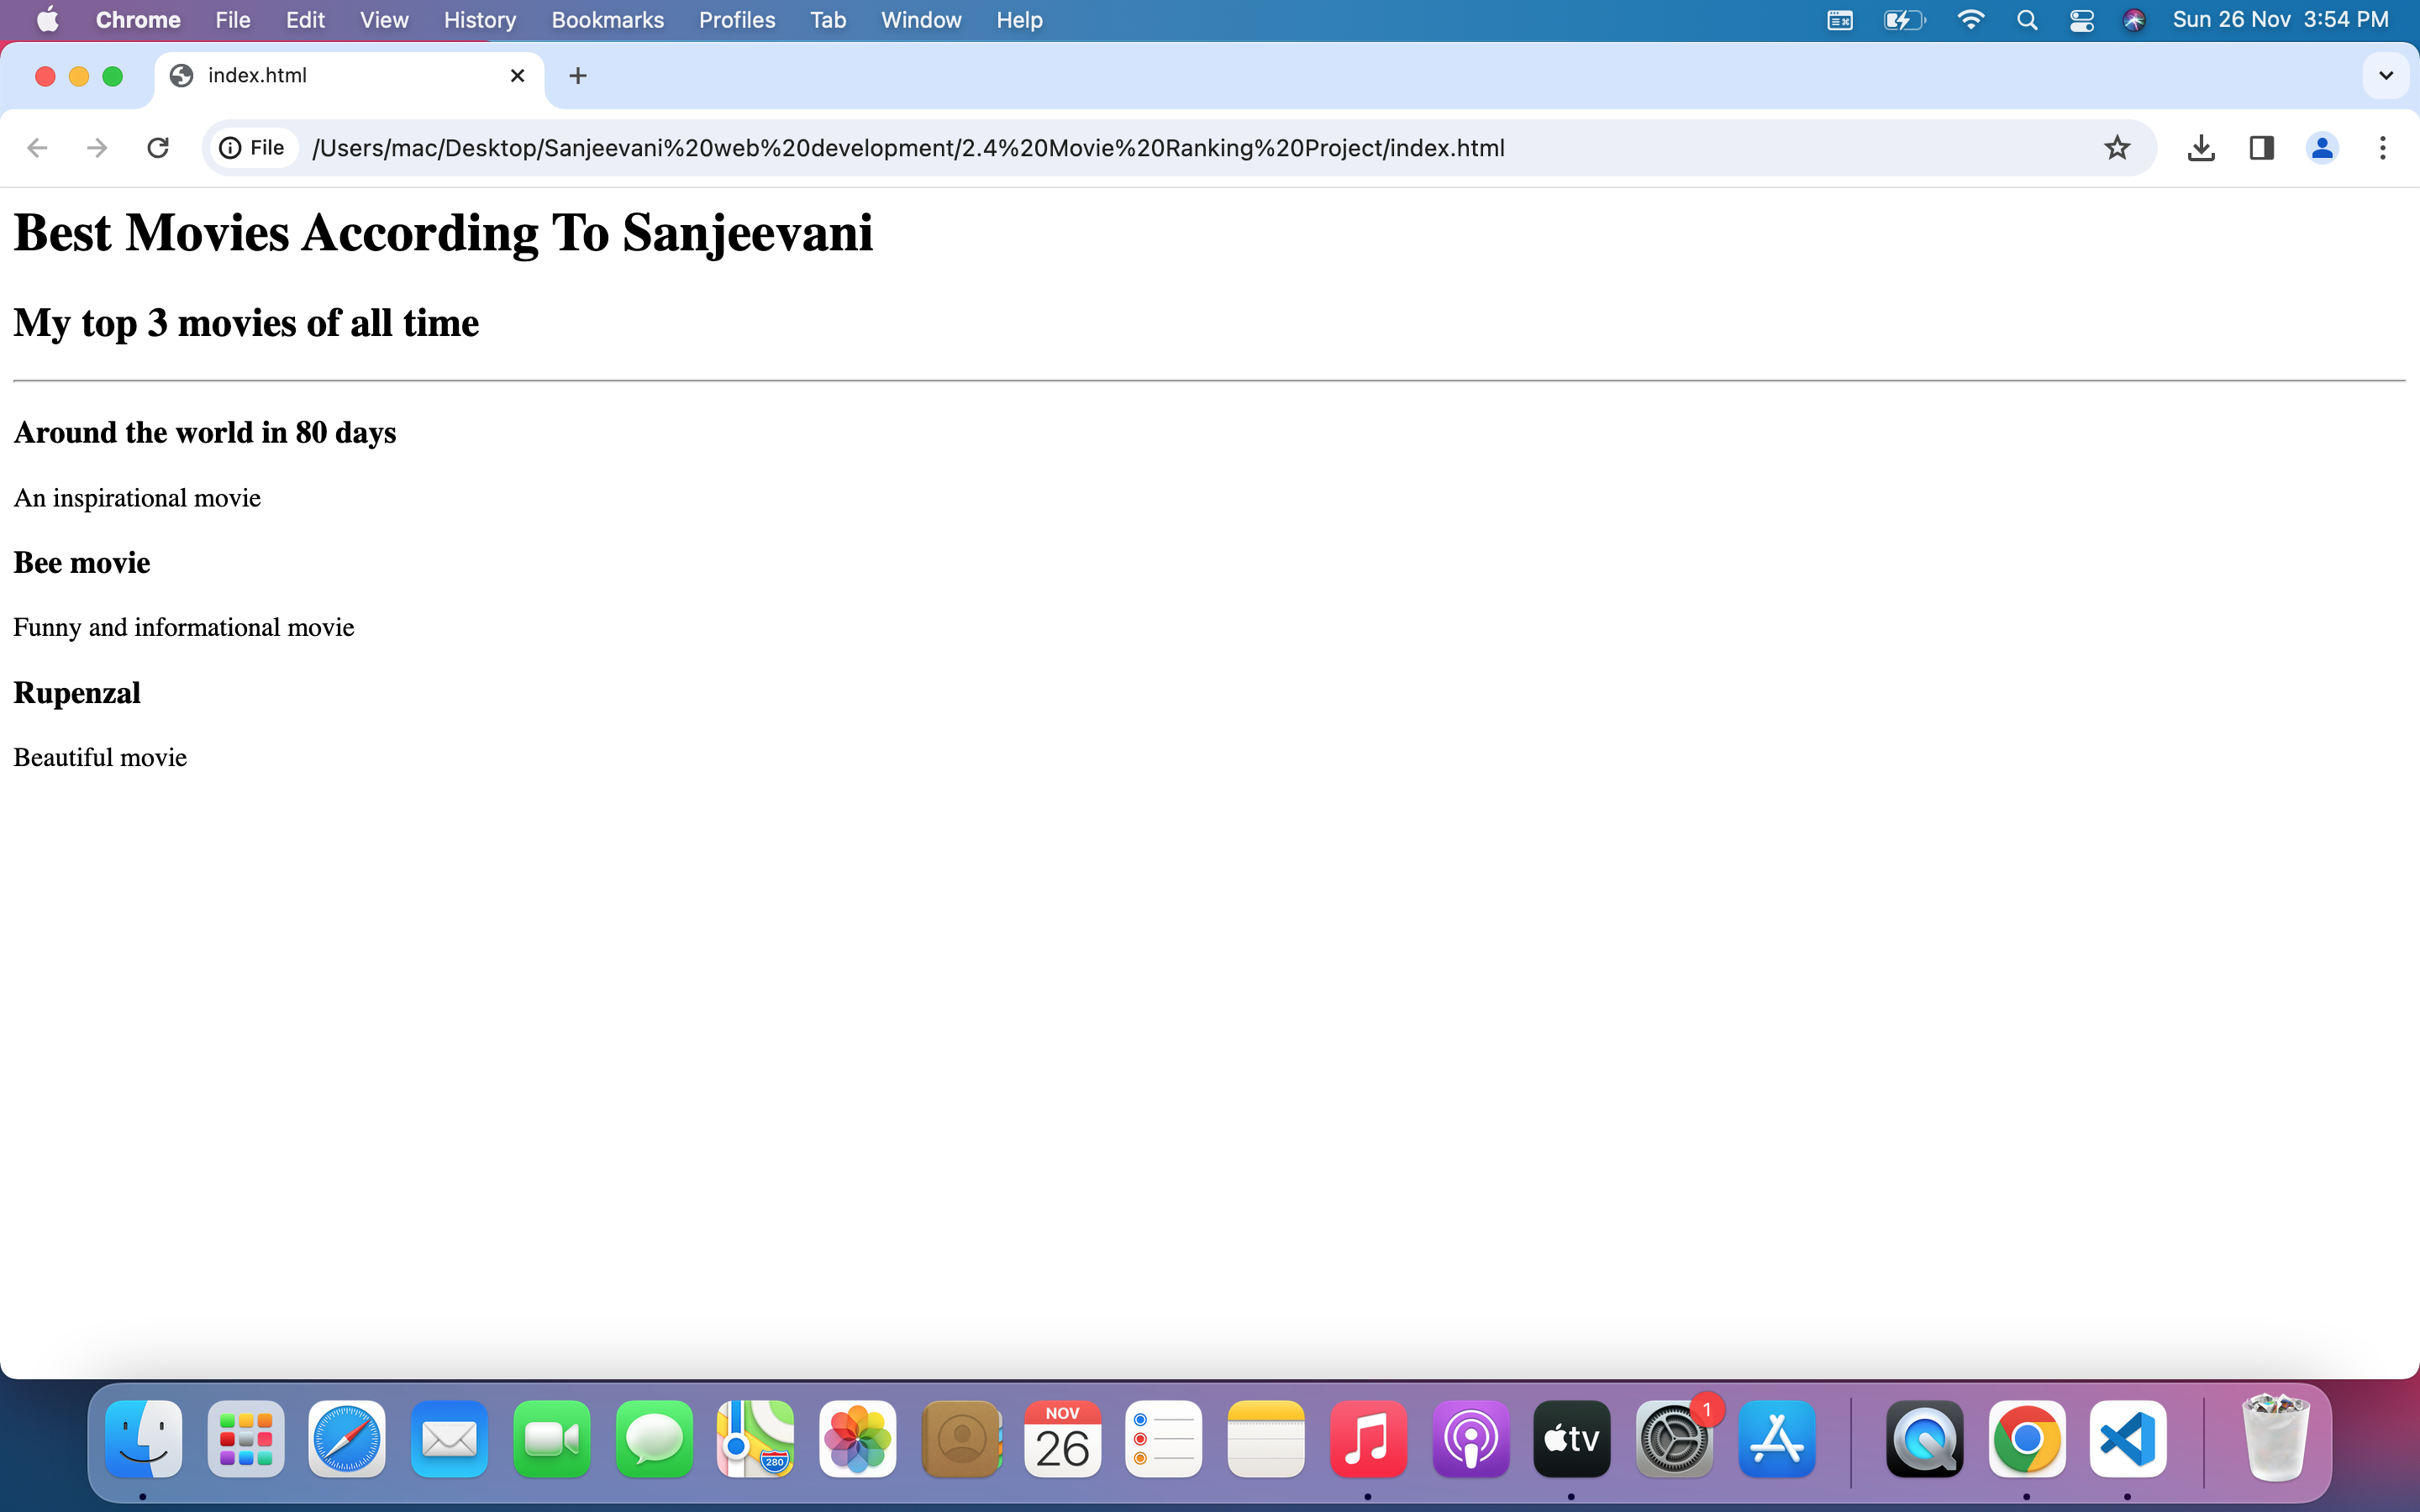 Chrome File Edit View History Bookmarks Profiles Tab Window Help Sun 26 Nov 3:54 PM
index.html
File /Users/mac/Desktop/Sanjeevani%20web%20development/2.4%20Movie%20Ranking%20Project/index.html
Best Movies According To Sanjeevani
My top 3 movies of all time
Around the world in 80 days
An inspirational movie
Bee movie
Funny and informational movie
Rupenzal
Beautiful movie
280
NOV
26
tv
1